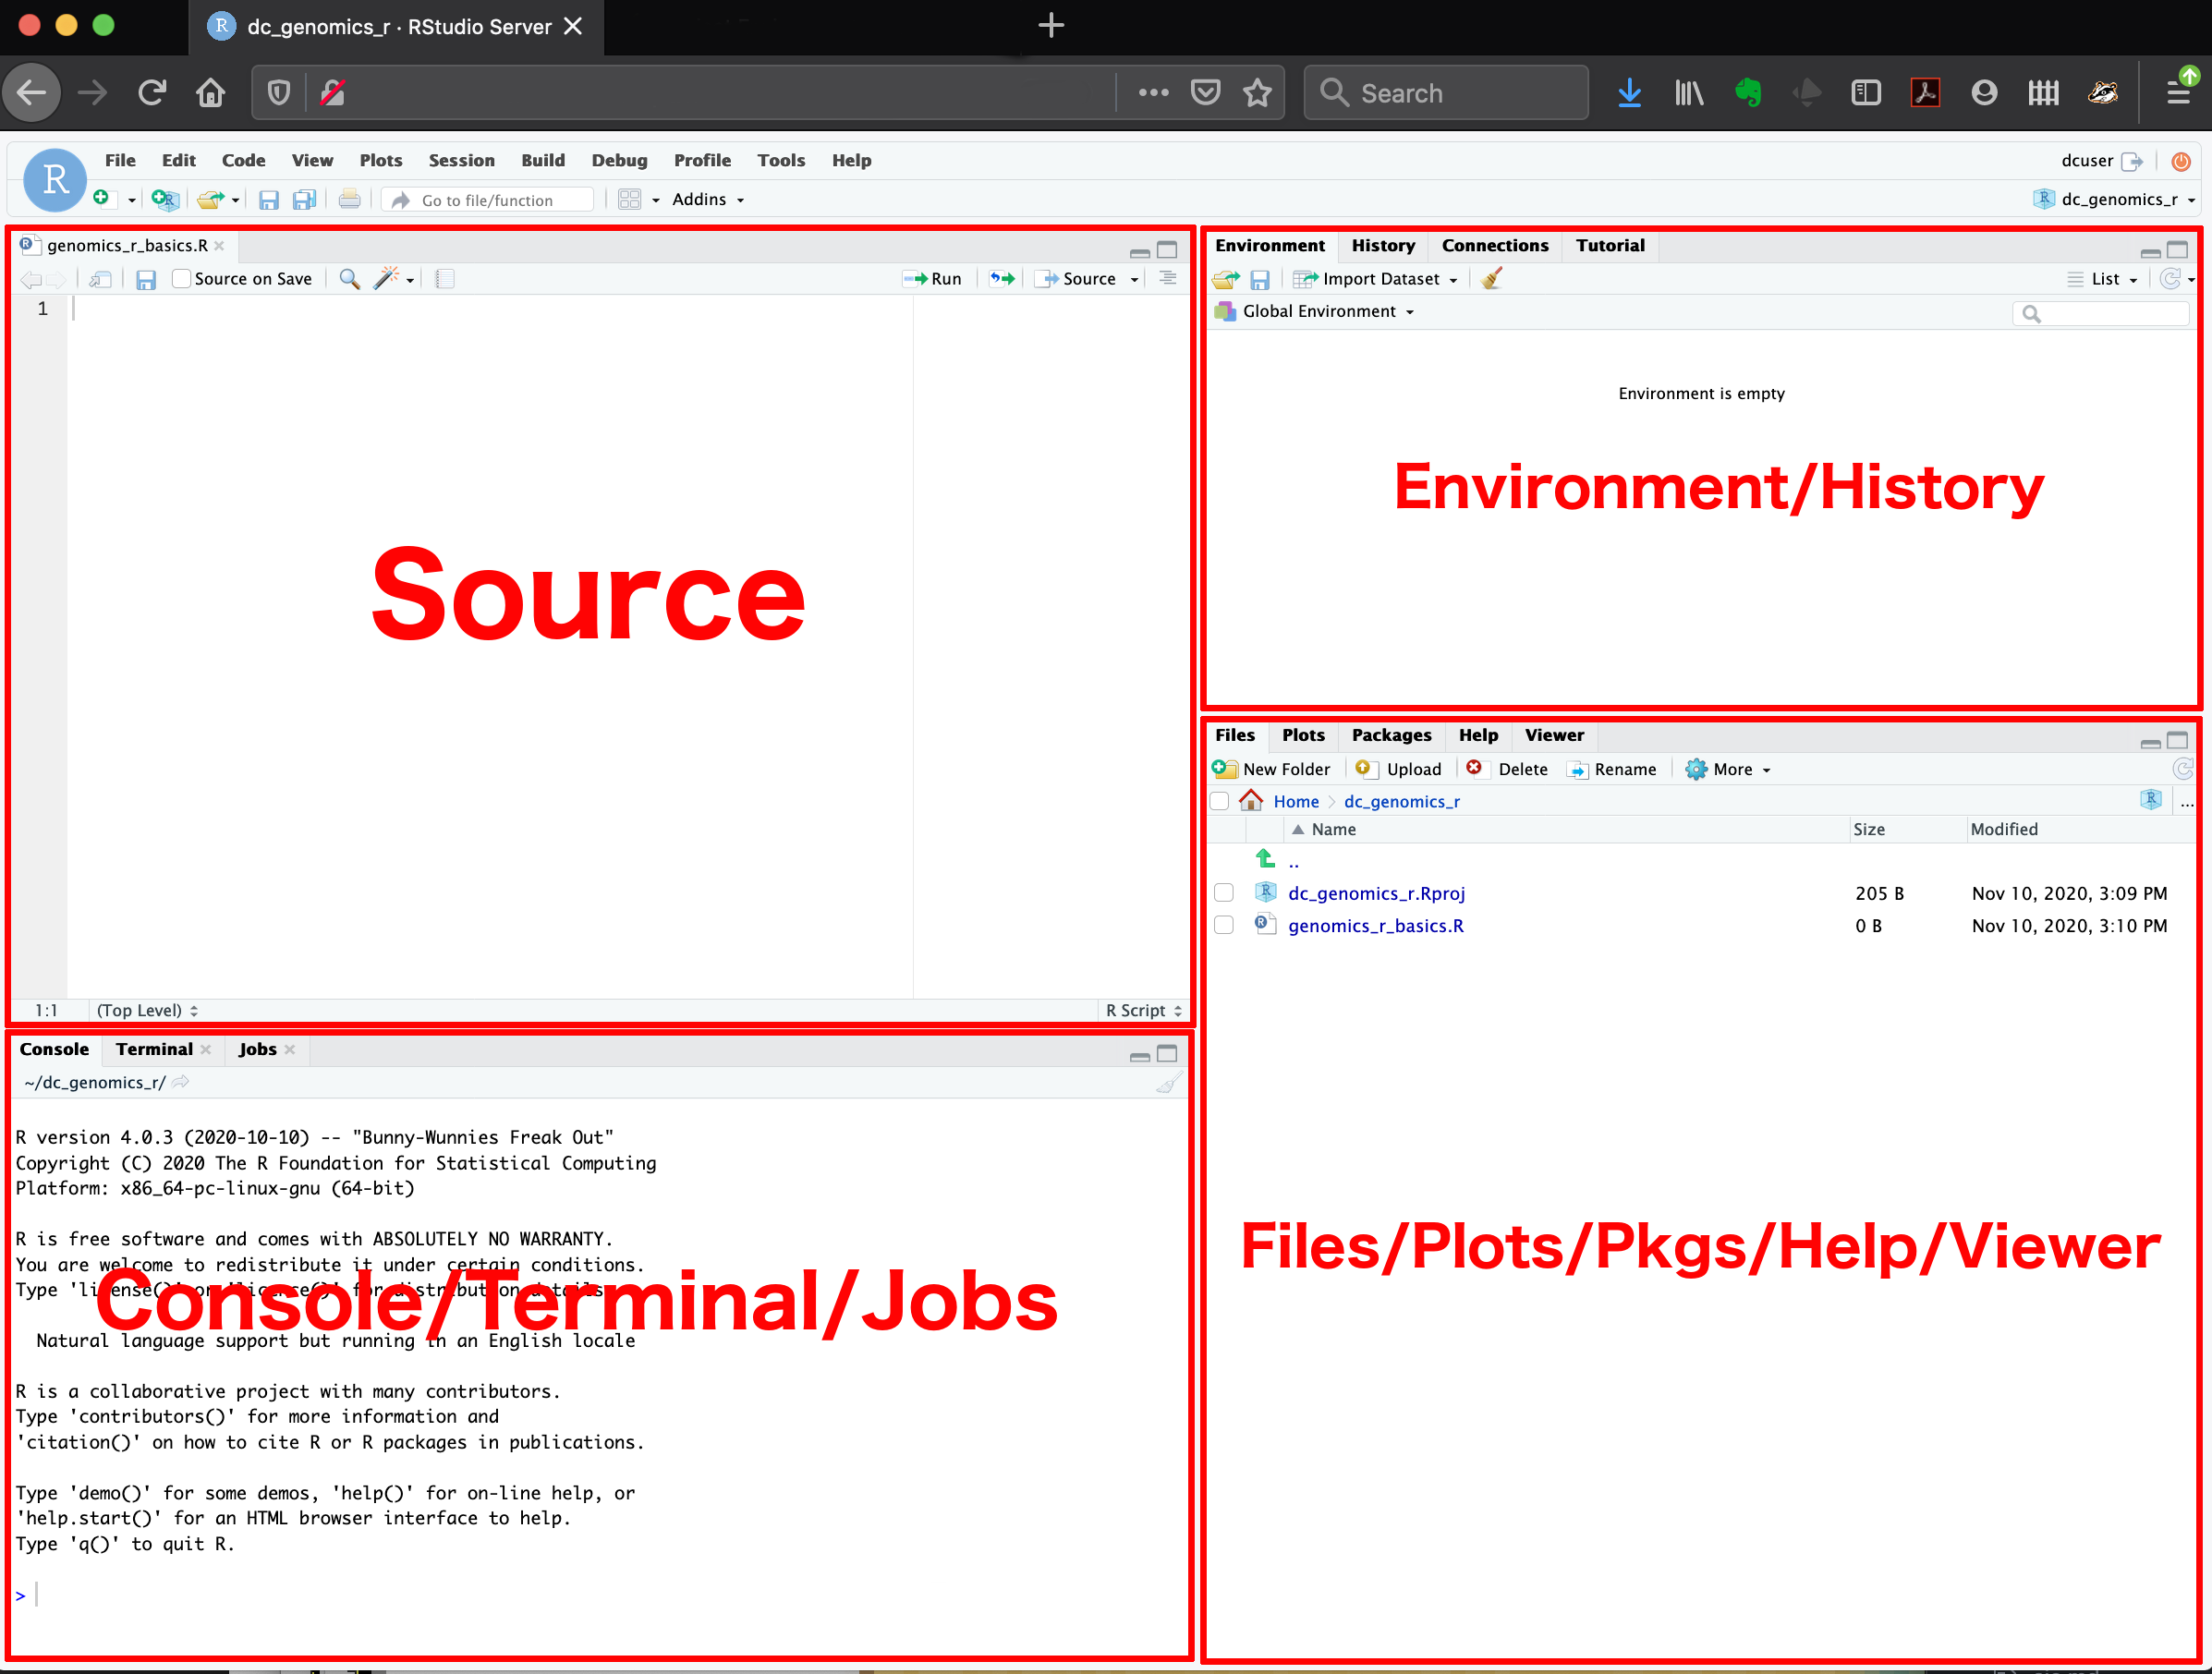 dc_genomics_r · RStudio Server
Search
File Edit Code View Plots Session Build Debug Profile Tools Help
dcuser
Go to file/function
Addins
dc_genomics_r
genomics_r_basics.R
Source on Save
Run
Source
1
Source
1:1 (Top Level)
R Script
Console Terminal Jobs
~/dc_genomics_r/
R version 4.0.3 (2020-10-10) -- "Bunny-Wunnies Freak Out"
Copyright (C) 2020 The R Foundation for Statistical Computing
Platform: x86_64-pc-linux-gnu (64-bit)
R is free software and comes with ABSOLUTELY NO WARRANTY.
You are welcome to redistribute it under certain conditions.
Type 'license()' or 'licence()' for distribution details.
Console/Terminal/Jobs
Natural language support but running in an English locale
R is a collaborative project with many contributors.
Type 'contributors()' for more information and
'citation()' on how to cite R or R packages in publications.
Type 'demo()' for some demos, 'help()' for on-line help, or
'help.start()' for an HTML browser interface to help.
Type 'q()' to quit R.
>
Environment History Connections Tutorial
Import Dataset
List
Global Environment
Environment is empty
Environment/History
Files Plots Packages Help Viewer
New Folder Upload Delete Rename More
Home dc_genomics_r
...
Name Size Modified
..
dc_genomics_r.Rproj 205 B Nov 10, 2020, 3:09 PM
genomics_r_basics.R 0 B Nov 10, 2020, 3:10 PM
Files/Plots/Pkgs/Help/Viewer